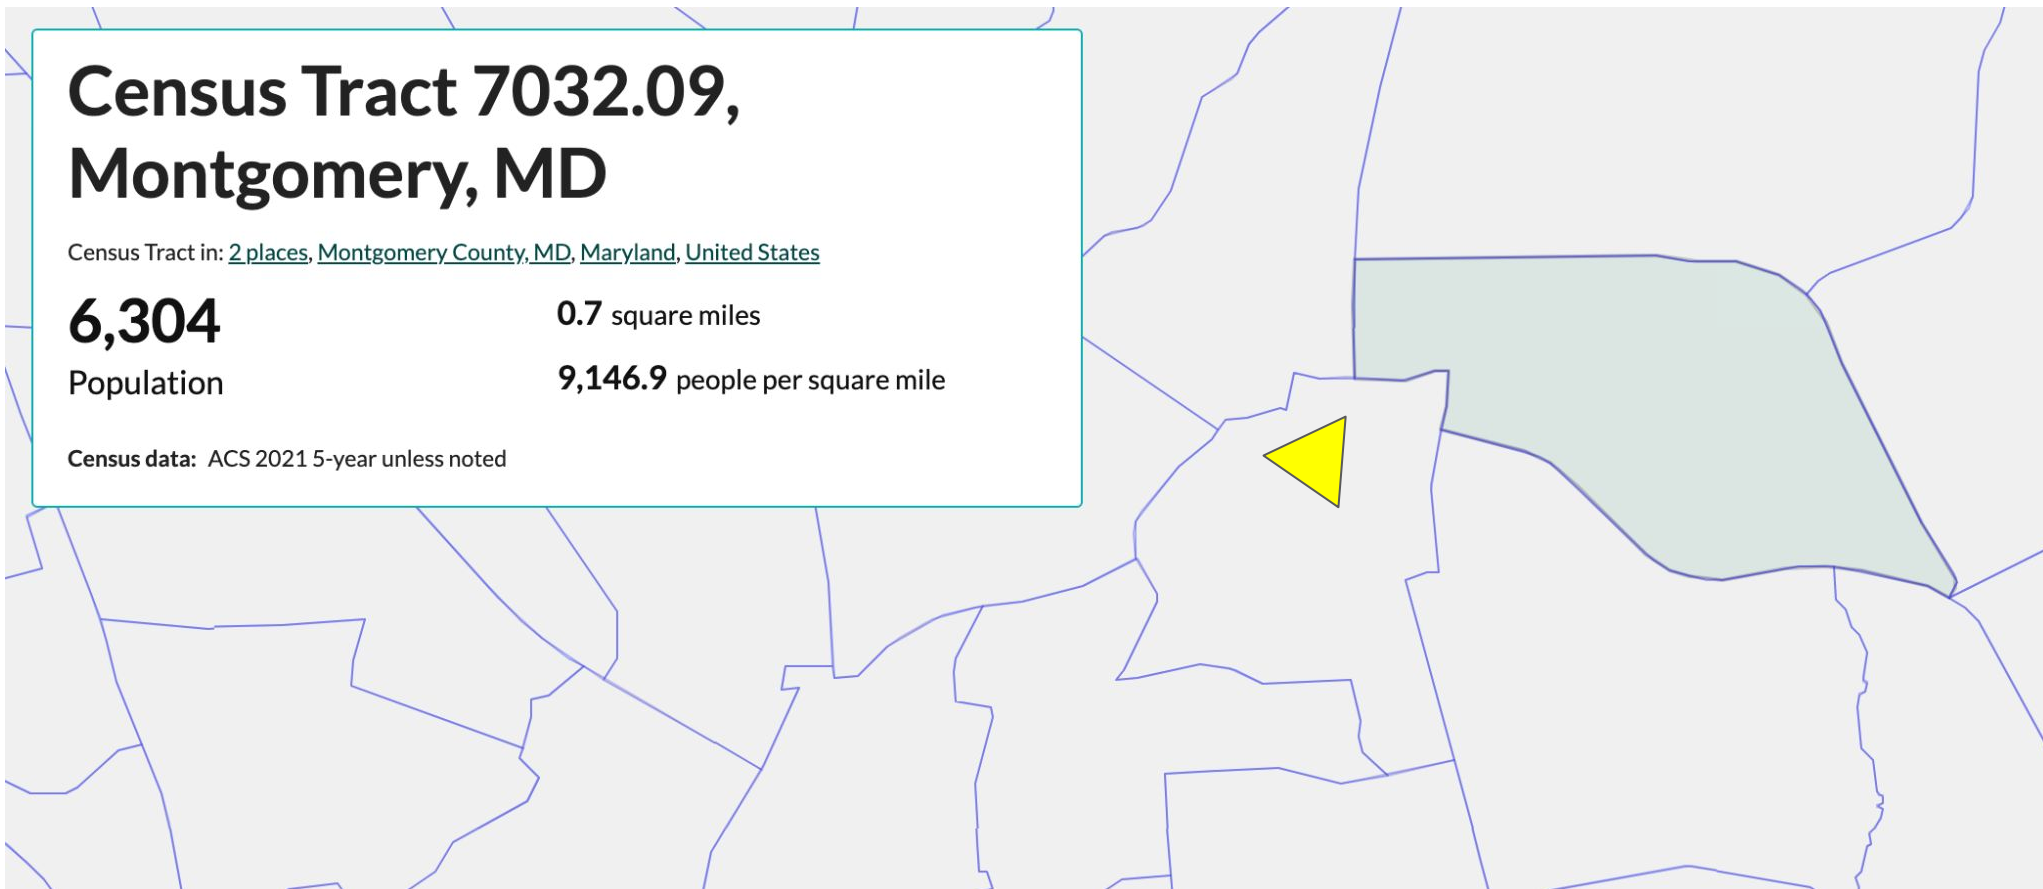 Census Tract 7032.09,
Montgomery, MD
Census Tract in: 2 places, Montgomery County, MD, Maryland, United States
6,304
Population
0.7 square miles
9,146.9 people per square mile
Census data: ACS 2021 5-year unless noted